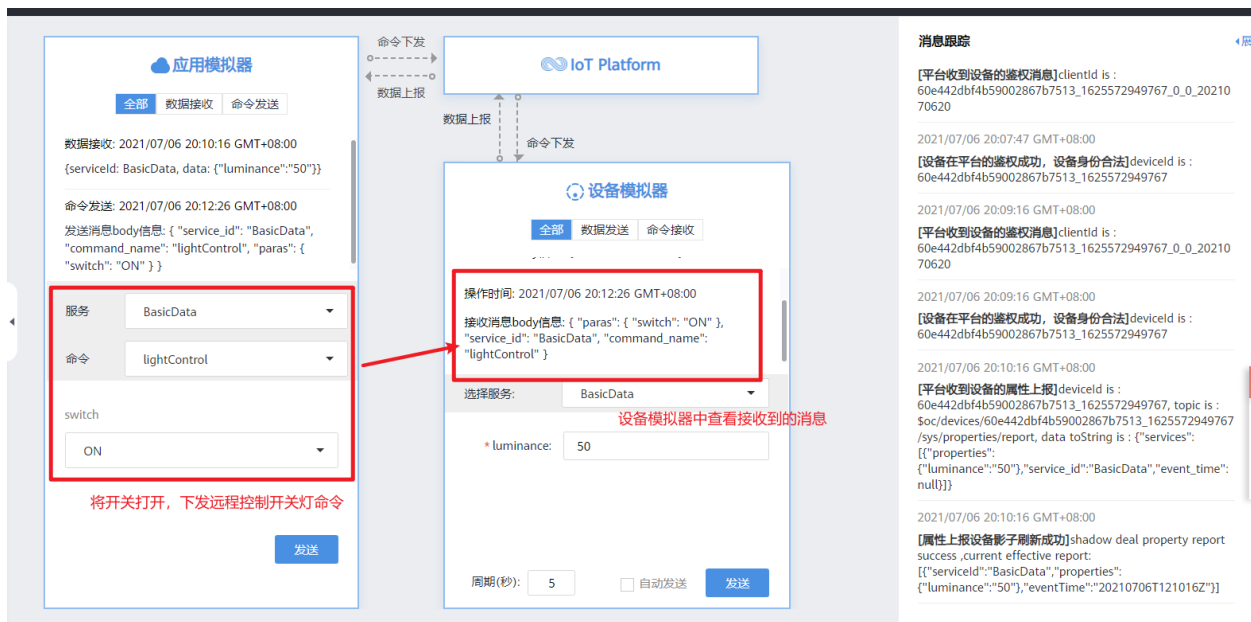 应用模拟器
全部 数据接收 命令发送
数据接收: 2021/07/06 20:10:16 GMT+08:00
{serviceId: BasicData, data: {"luminance":"50"}}
命令发送: 2021/07/06 20:12:26 GMT+08:00
发送消息body信息: { "service_id": "BasicData",
"command_name": "lightControl", "paras": {
"switch": "ON" } }
服务 BasicData
命令 lightControl
switch
ON
将开关打开，下发远程控制开关灯命令
发送
命令下发
数据上报
IoT Platform
数据上报
命令下发
设备模拟器
全部 数据发送 命令接收
操作时间: 2021/07/06 20:12:26 GMT+08:00
接收消息body信息: { "paras": { "switch": "ON" },
"service_id": "BasicData", "command_name":
"lightControl" }
选择服务: BasicData
设备模拟器中查看接收到的消息
* luminance: 50
周期(秒): 5 自动发送 发送
消息跟踪
展
[平台收到设备的鉴权消息]clientId is :
60e442dbf4b59002867b7513_1625572949767_0_0_20210
70620
2021/07/06 20:07:47 GMT+08:00
[设备在平台的鉴权成功，设备身份合法]deviceId is :
60e442dbf4b59002867b7513_1625572949767
2021/07/06 20:09:16 GMT+08:00
[平台收到设备的鉴权消息]clientId is :
60e442dbf4b59002867b7513_1625572949767_0_0_20210
70620
2021/07/06 20:09:16 GMT+08:00
[设备在平台的鉴权成功，设备身份合法]deviceId is :
60e442dbf4b59002867b7513_1625572949767
2021/07/06 20:10:16 GMT+08:00
[平台收到设备的属性上报]deviceId is :
60e442dbf4b59002867b7513_1625572949767, topic is :
$oc/devices/60e442dbf4b59002867b7513_1625572949767
/sys/properties/report, data toString is : {"services":
[{"properties":
{"luminance":"50"},"service_id":"BasicData","event_time":
null}]}
2021/07/06 20:10:16 GMT+08:00
[属性上报设备影子刷新成功]shadow deal property report
success ,current effective report:
[{"serviceId":"BasicData","properties":
{"luminance":"50"},"eventTime":"20210706T121016Z"}]